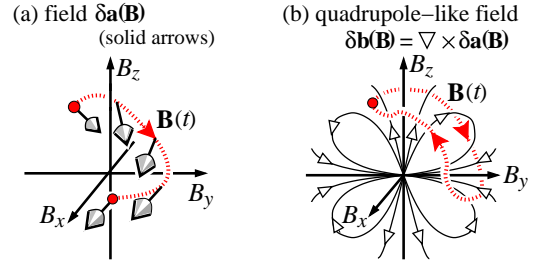 (a) field δa(B)
(solid arrows)
B_z
B(t)
B_y
B_x
(b) quadrupole−like field
δb(B) = ∇ × δa(B)
B_z
B(t)
B_y
B_x